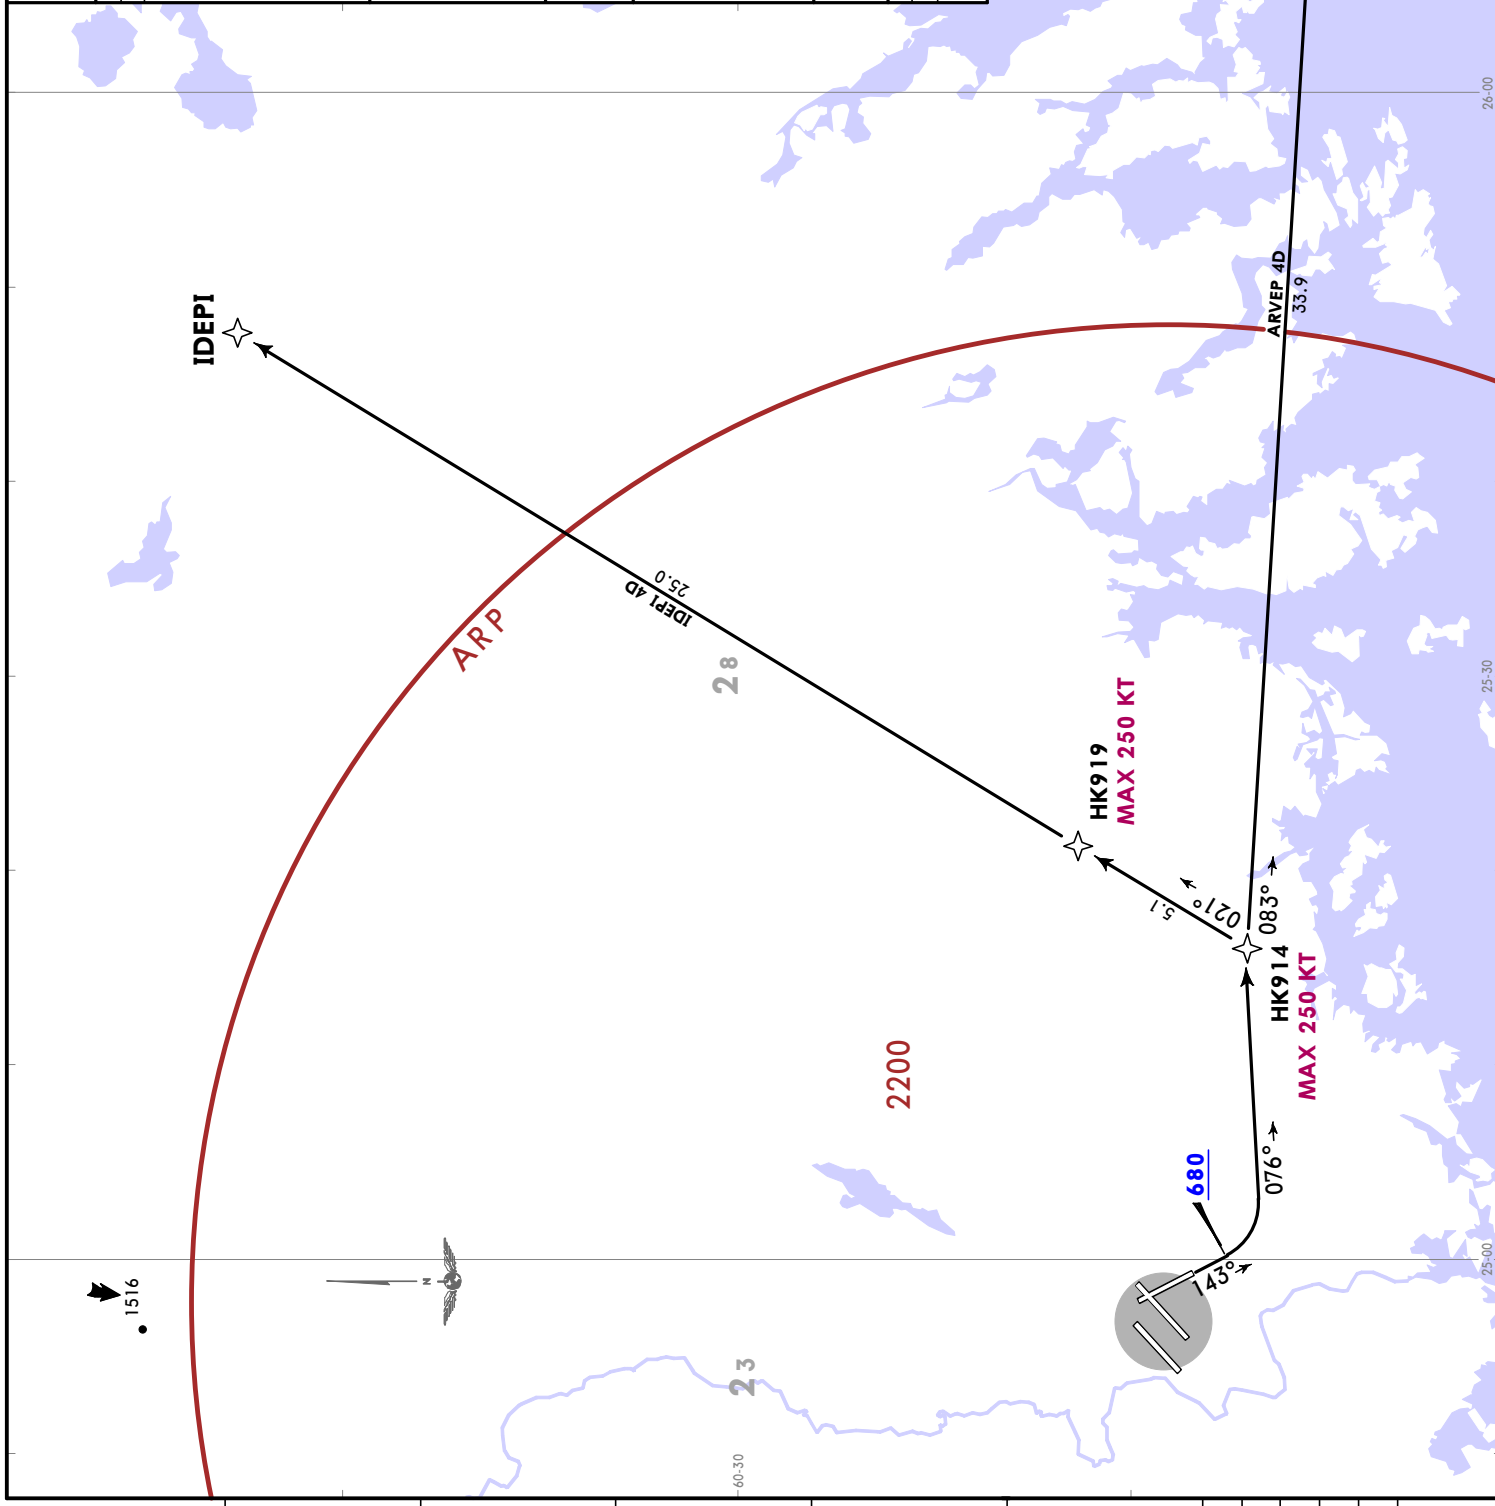 26-00
IDEPI
ARVEP 4D
33.9
ARP
IDEPI 4D
25.0
28
25-30
HK919
MAX 250 KT
5.1
021°
083°
HK914
MAX 250 KT
2200
680
076°
1516
N
143°
25-00
23
60-30